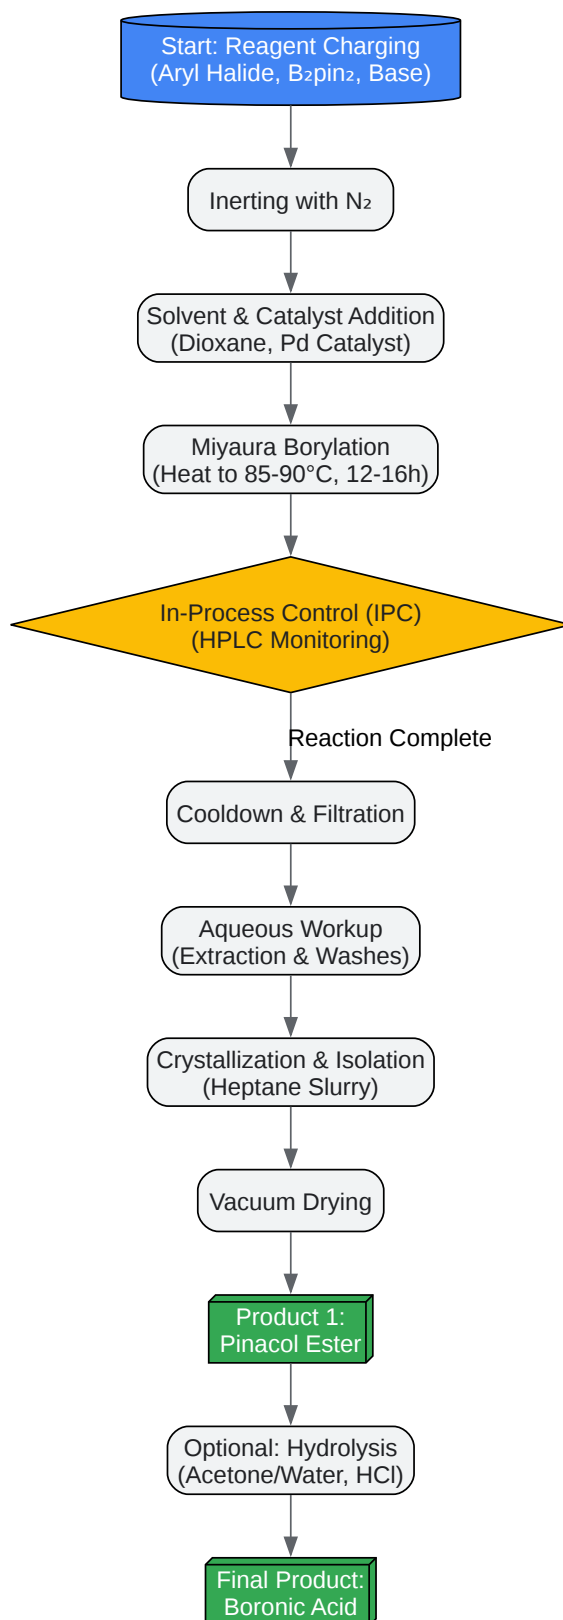 Start: Reagent Charging
(Aryl Halide, B₂pin₂, Base)
Inerting with N₂
Solvent & Catalyst Addition
(Dioxane, Pd Catalyst)
Miyaura Borylation
(Heat to 85-90°C, 12-16h)
In-Process Control (IPC)
(HPLC Monitoring)
Reaction Complete
Cooldown & Filtration
Aqueous Workup
(Extraction & Washes)
Crystallization & Isolation
(Heptane Slurry)
Vacuum Drying
Product 1:
Pinacol Ester
Optional: Hydrolysis
(Acetone/Water, HCl)
Final Product:
Boronic Acid